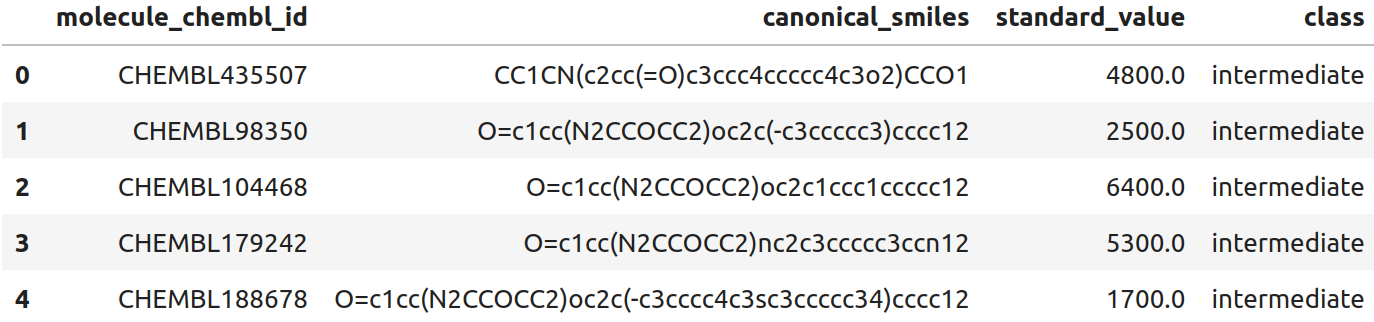 molecule_chembl_id canonical_smiles standard_value class
0 CHEMBL435507 CC1CN(c2cc(=O)c3ccc4ccccc4c3o2)CCO1 4800.0 intermediate
1 CHEMBL98350 O=c1cc(N2CCOCC2)oc2c(-c3ccccc3)cccc12 2500.0 intermediate
2 CHEMBL104468 O=c1cc(N2CCOCC2)oc2c1ccc1ccccc12 6400.0 intermediate
3 CHEMBL179242 O=c1cc(N2CCOCC2)nc2c3ccccc3ccn12 5300.0 intermediate
4 CHEMBL188678 O=c1cc(N2CCOCC2)oc2c(-c3cccc4c3sc3ccccc34)cccc12 1700.0 intermediate